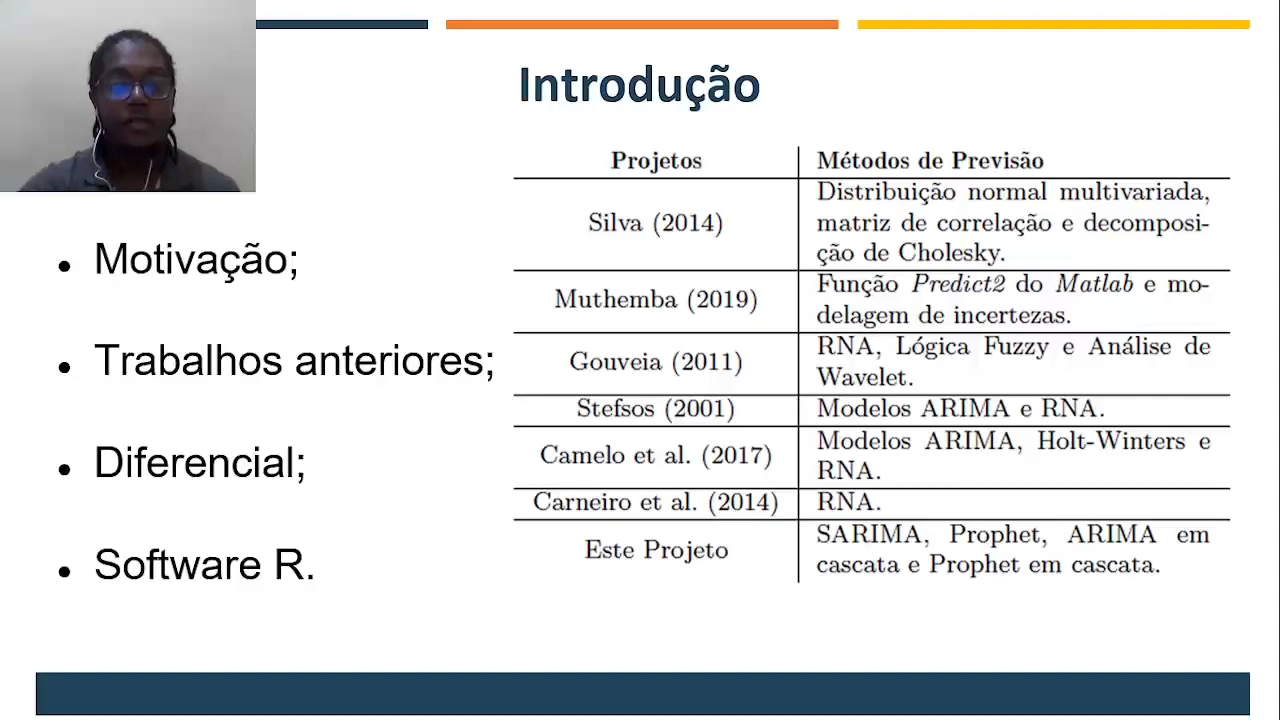 Introdução
Motivação;
Trabalhos anteriores;
Diferencial;
Software R.
Projetos Métodos de Previsão
Silva (2014) Distribuição normal multivariada,
matriz de correlação e decomposi-
ção de Cholesky.
Muthemba (2019) Função Predict2 do Matlab e mo-
delagem de incertezas.
Gouveia (2011) RNA, Lógica Fuzzy e Análise de
Wavelet.
Stefsos (2001) Modelos ARIMA e RNA.
Camelo et al. (2017) Modelos ARIMA, Holt-Winters e
RNA.
Carneiro et al. (2014) RNA.
Este Projeto SARIMA, Prophet, ARIMA em
cascata e Prophet em cascata.